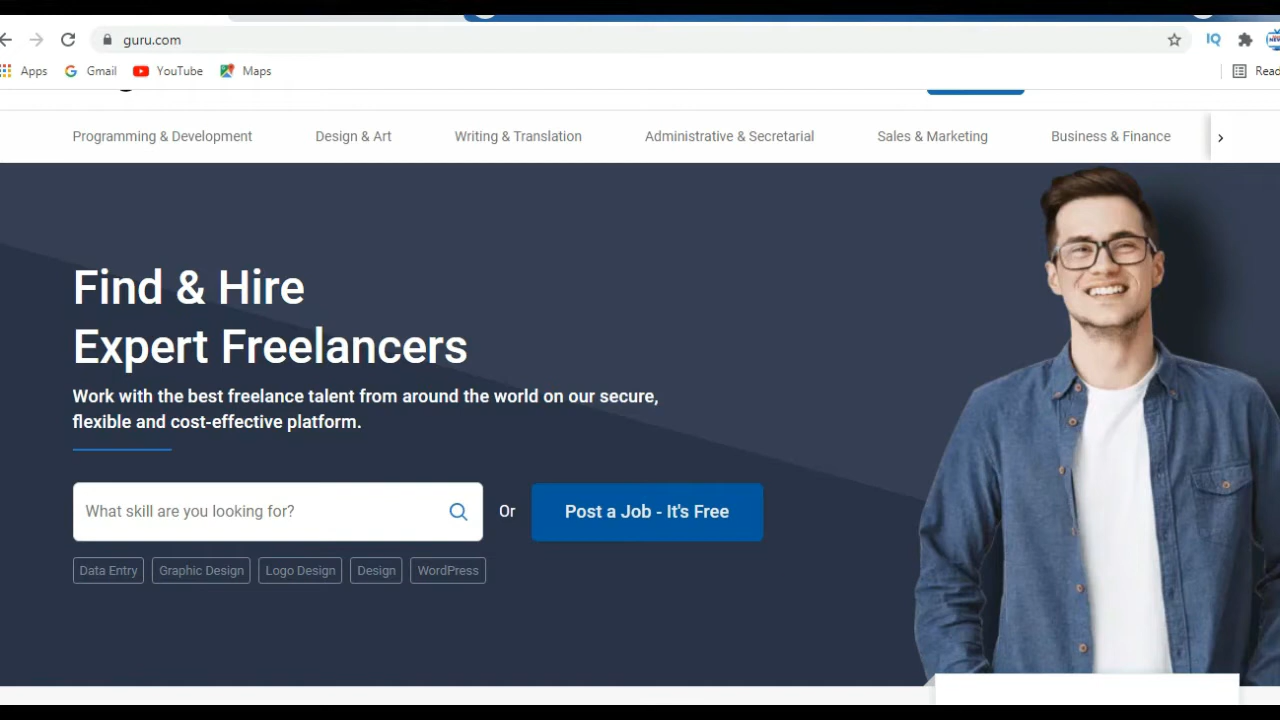 guru.com
IQ
Apps
Gmail
YouTube
Maps
Read
Programming & Development
Design & Art
Writing & Translation
Administrative & Secretarial
Sales & Marketing
Business & Finance
Find & Hire
Expert Freelancers
Work with the best freelance talent from around the world on our secure,
flexible and cost-effective platform.
What skill are you looking for?
Or
Post a Job - It's Free
Data Entry
Graphic Design
Logo Design
Design
WordPress